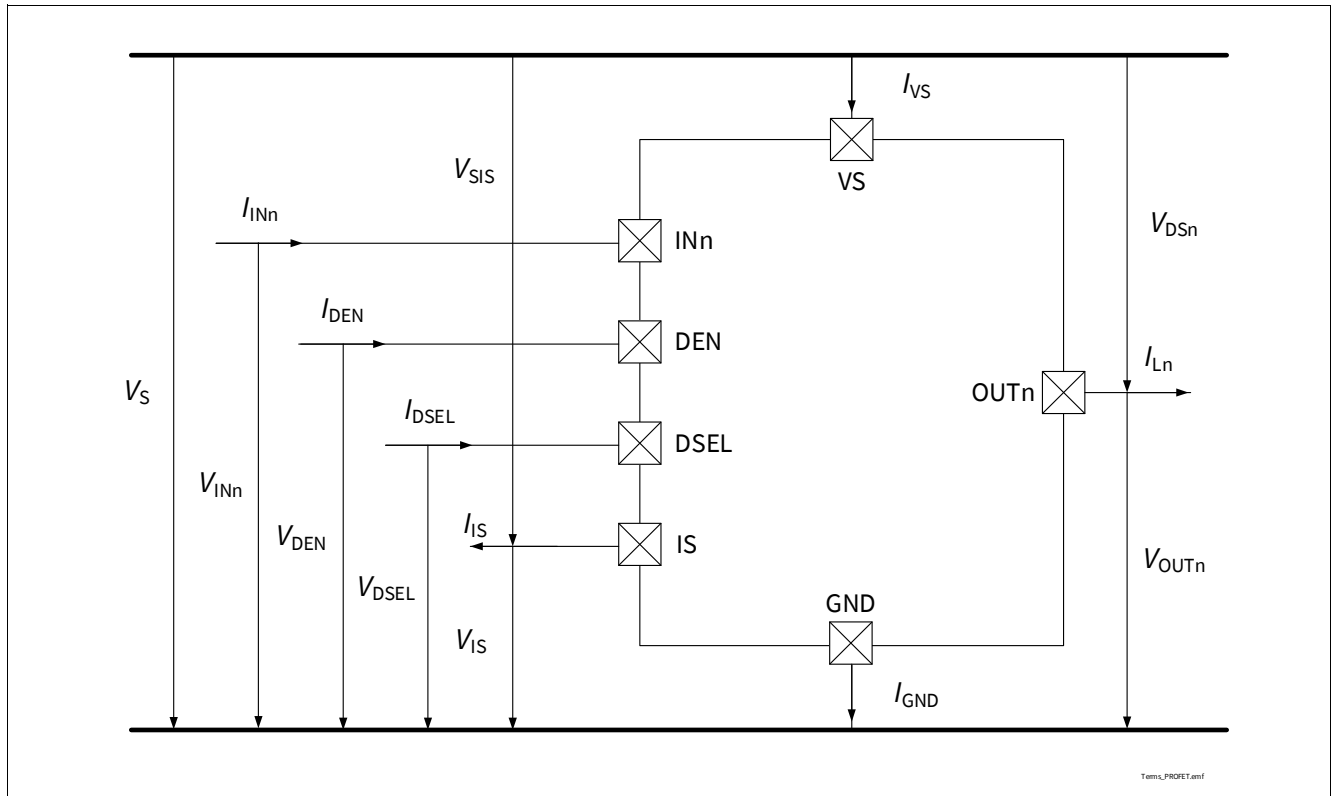 I_VS
VS
V_SIS
I_INn
INn
V_DSn
I_DEN
DEN
I_Ln
V_S
OUTn
I_DSEL
DSEL
V_INn
I_IS
IS
V_DEN
V_DSEL
V_OUTn
V_IS
GND
I_GND
Terms_PROFET.emf